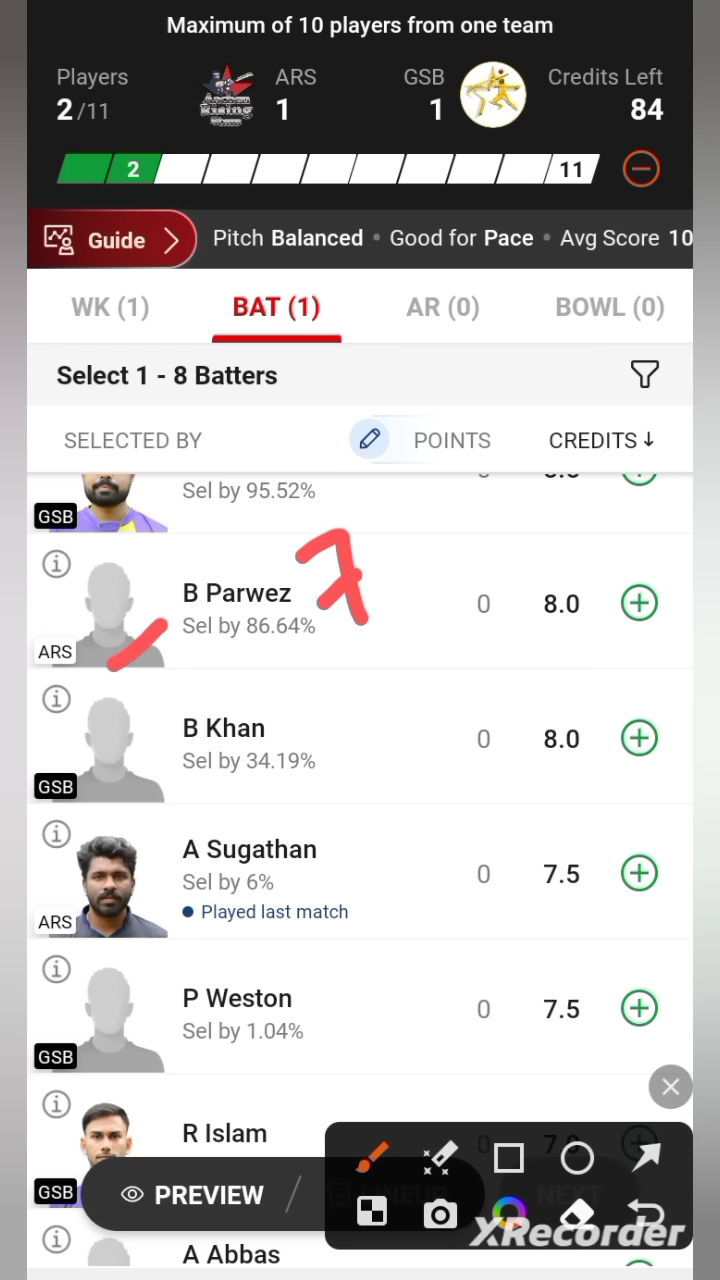 Maximum of 10 players from one team
Players ARS GSB Credits Left
2/11 1 1 84
2 11
Guide Pitch Balanced • Good for Pace • Avg Score 10
WK (1) BAT (1) AR (0) BOWL (0)
Select 1 - 8 Batters
SELECTED BY POINTS CREDITS↓
Sel by 95.52%
GSB
B Parwez 0 8.0
Sel by 86.64%
ARS
7
B Khan 0 8.0
Sel by 34.19%
GSB
A Sugathan 0 7.5
Sel by 6%
• Played last match
ARS
P Weston 0 7.5
Sel by 1.04%
GSB
R Islam
GSB
PREVIEW
XRecorder
A Abbas